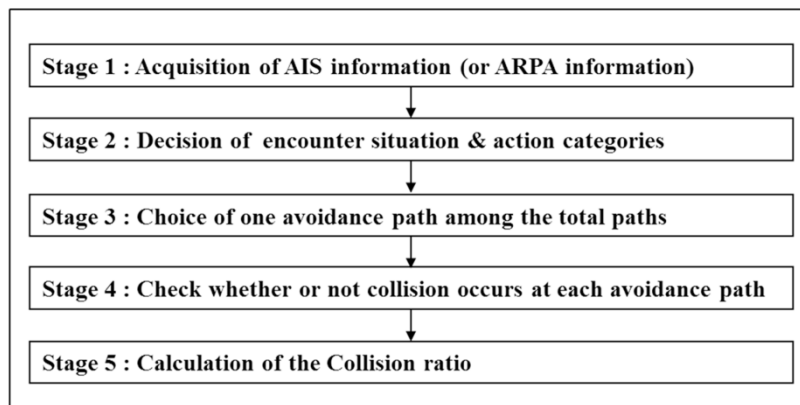 Stage 1 : Acquisition of AIS information (or ARPA information)
Stage 2 : Decision of encounter situation & action categories
Stage 3 : Choice of one avoidance path among the total paths
Stage 4 : Check whether or not collision occurs at each avoidance path
Stage 5 : Calculation of the Collision ratio